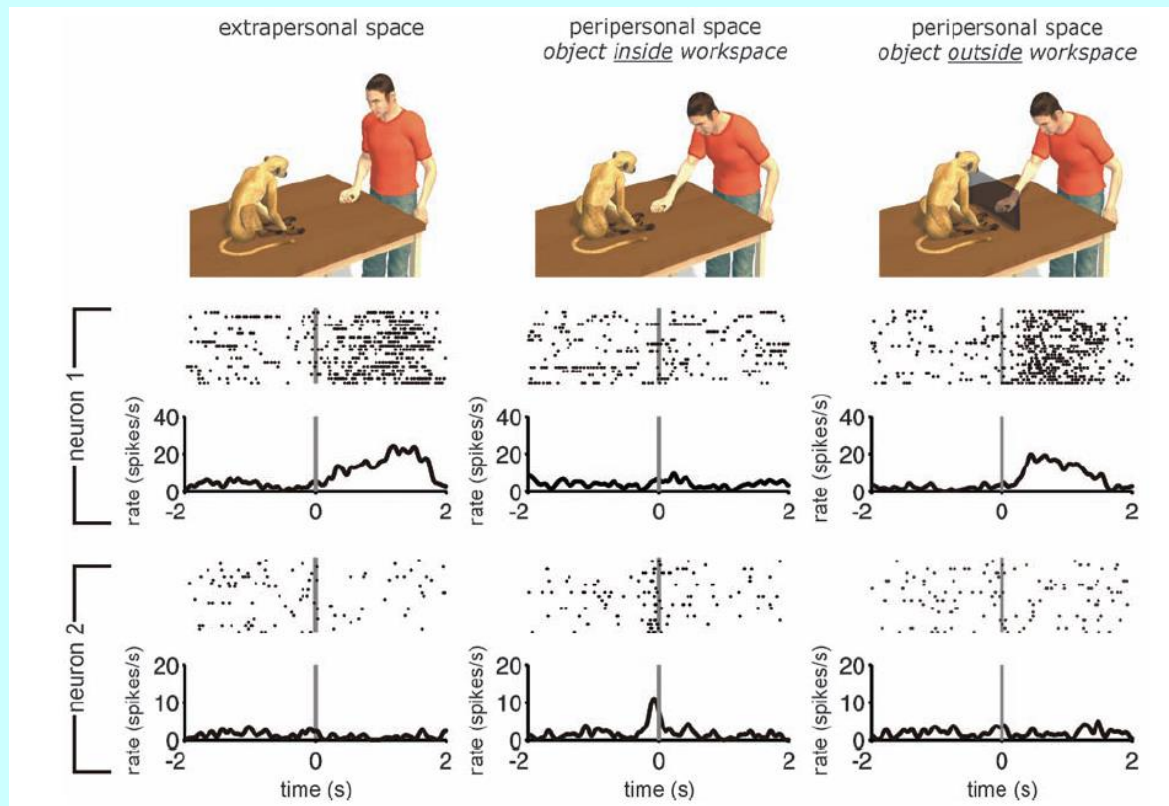 extrapersonal space
peripersonal space
object inside workspace
peripersonal space
object outside workspace
neuron 1
rate (spikes/s)
40
20
0
-2
0
2
rate (spikes/s)
40
20
0
-2
0
2
rate (spikes/s)
40
20
0
-2
0
2
neuron 2
rate (spikes/s)
20
10
0
-2
0
2
time (s)
rate (spikes/s)
20
10
0
-2
0
2
time (s)
rate (spikes/s)
20
10
0
-2
0
2
time (s)